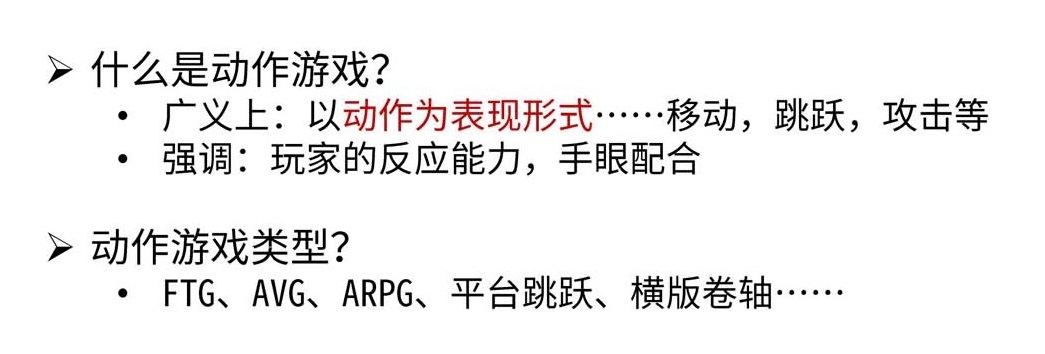 ➢ 什么是动作游戏？
• 广义上：以动作为表现形式……移动，跳跃，攻击等
• 强调：玩家的反应能力，手眼配合
➢ 动作游戏类型？
• FTG、AVG、ARPG、平台跳跃、横版卷轴……